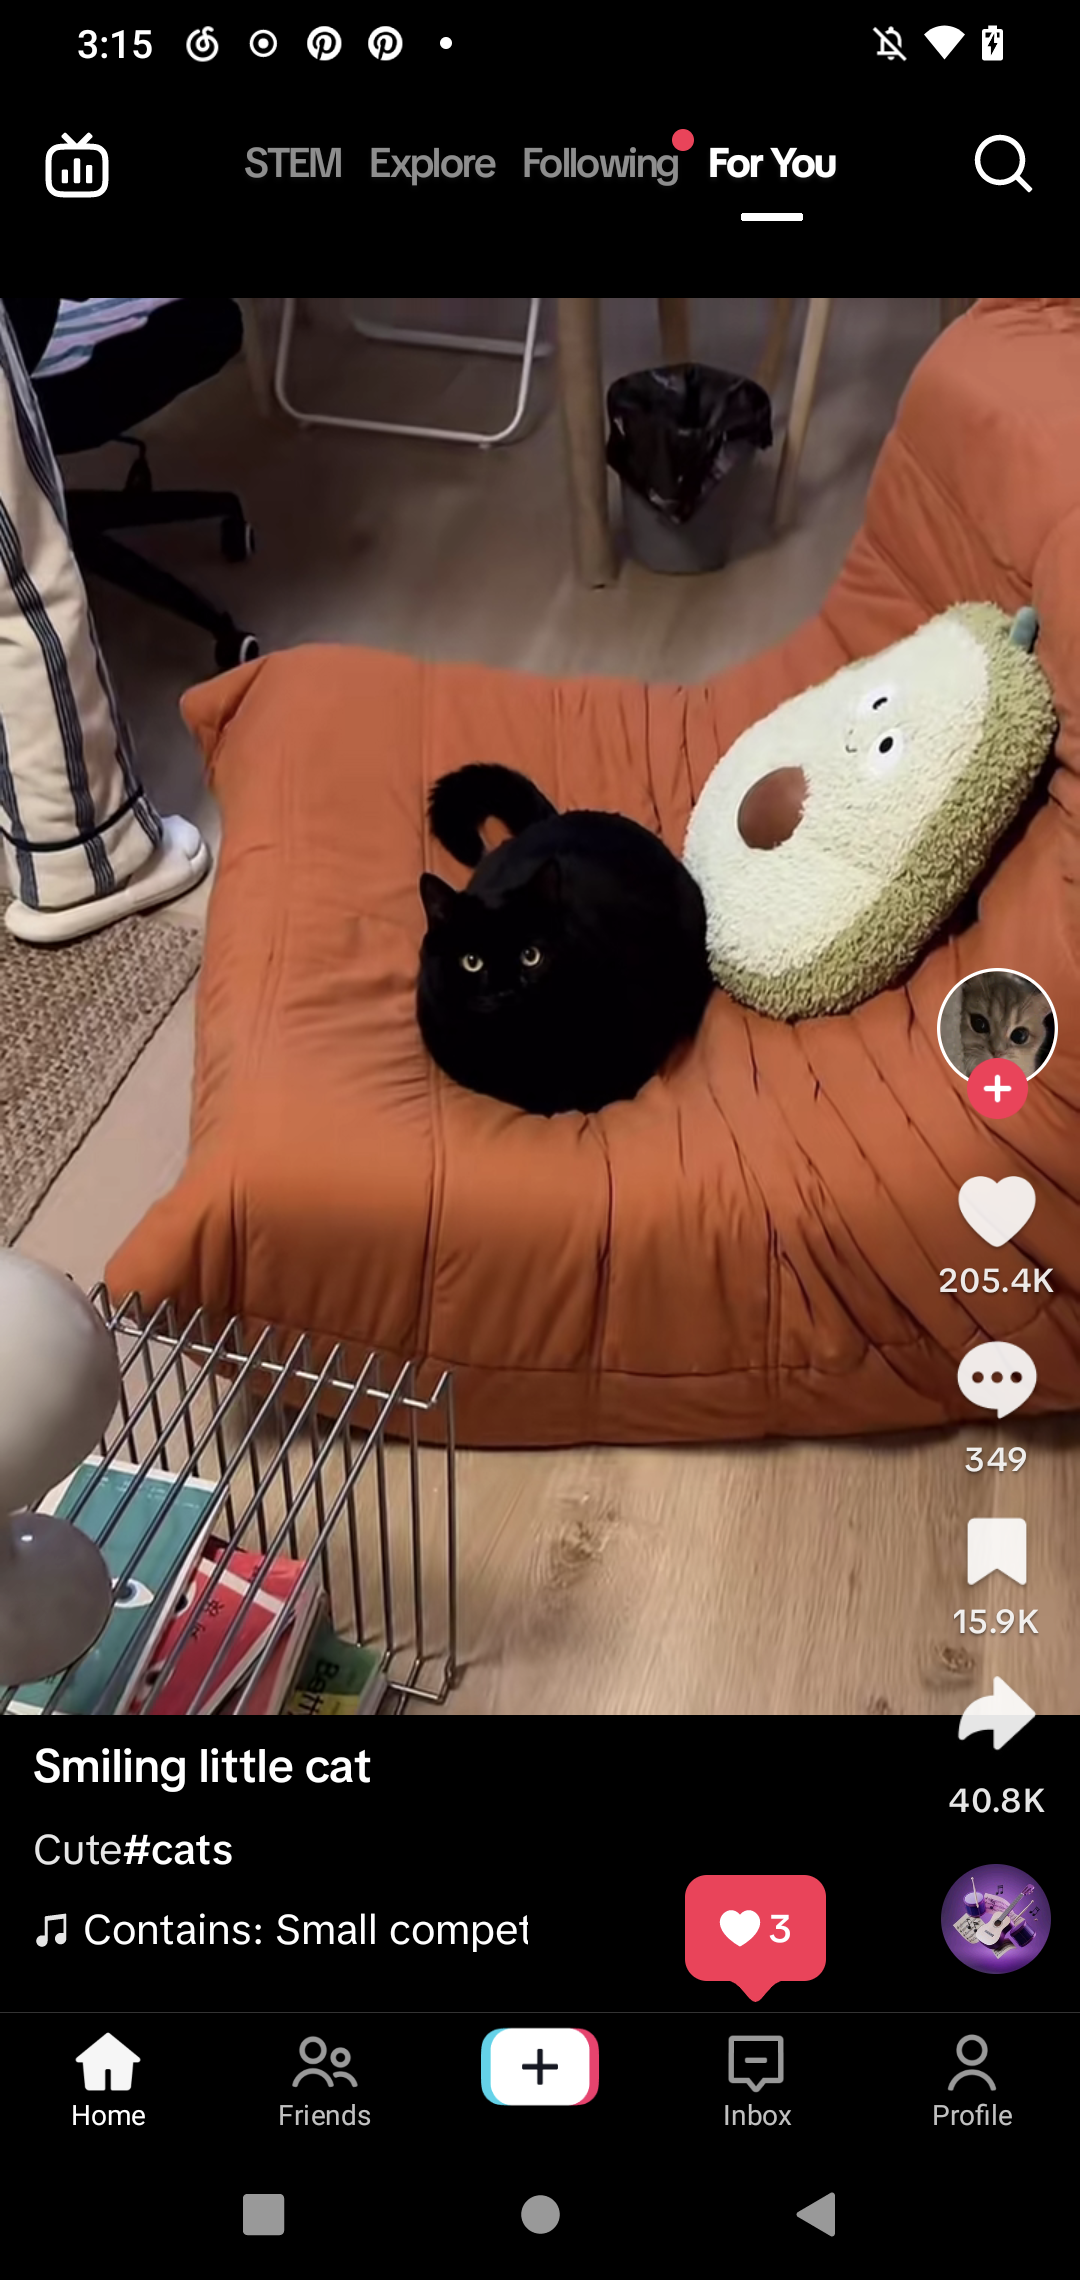 3:15
STEM Explore Following For You
205.4K
349
15.9K
40.8K
Smiling little cat
Cute#cats
Contains: Small compet
3
Home Friends Inbox Profile